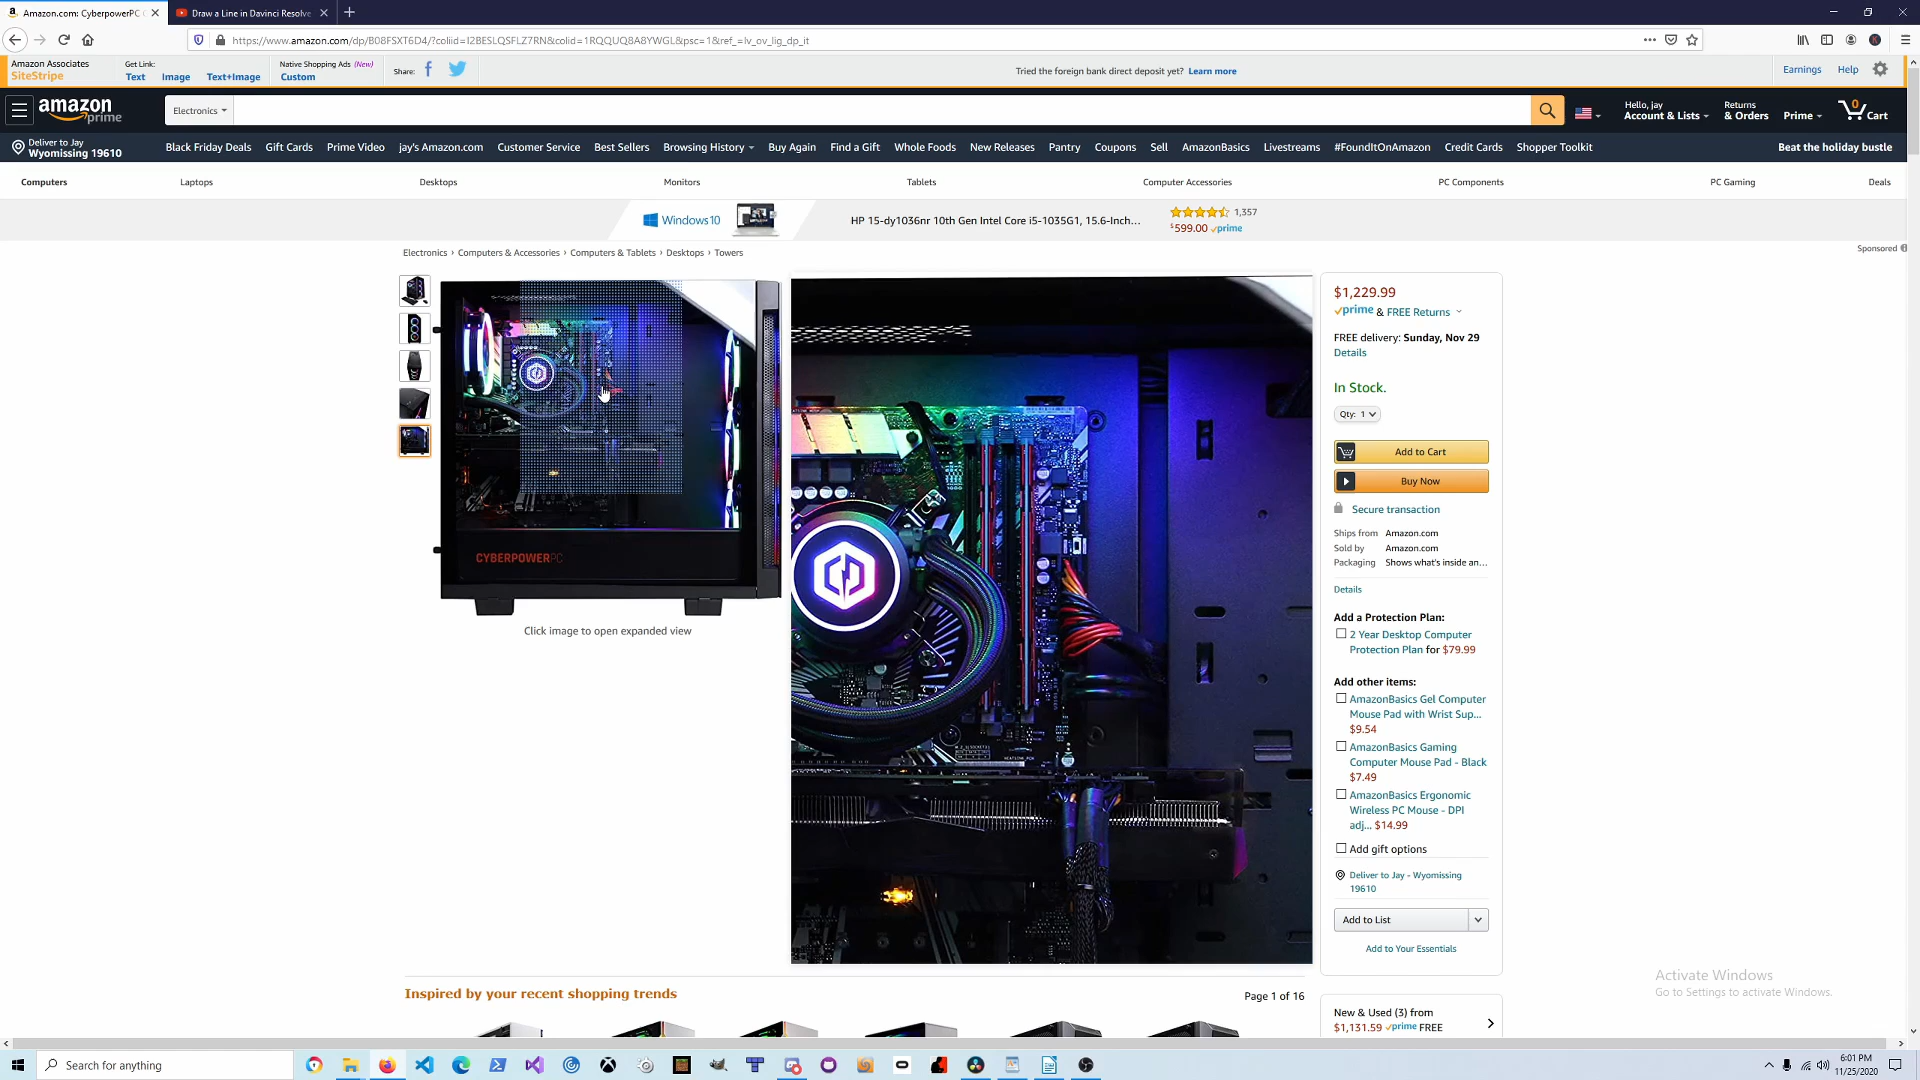 Amazon.com: CyberpowerPC
Draw a Line in Davinci Resolve
https://www.amazon.com/dp/B08FSXT6D4/?coliid=I2BESLQSFLZ7RN&colid=1RQQUQ8A8YWGL&psc=1&ref_=lv_ov_lig_dp_it
Amazon Associates
SiteStripe
Get Link:
Text Image Text+Image
Native Shopping Ads (New)
Custom
Share:
Tried the foreign bank direct deposit yet? Learn more
Earnings Help
amazon
prime
Electronics
Hello, jay
Account & Lists
Returns
& Orders
Prime
0
Cart
Deliver to Jay
Wyomissing 19610
Black Friday Deals Gift Cards Prime Video jay's Amazon.com Customer Service Best Sellers Browsing History Buy Again Find a Gift Whole Foods New Releases Pantry Coupons Sell AmazonBasics Livestreams #FoundItOnAmazon Credit Cards Shopper Toolkit
Beat the holiday bustle
Computers Laptops Desktops Monitors Tablets Computer Accessories PC Components PC Gaming Deals
Windows10
HP 15-dy1036nr 10th Gen Intel Core i5-1035G1, 15.6-Inch...
1,357
$599.00 prime
Sponsored
Electronics › Computers & Accessories › Computers & Tablets › Desktops › Towers
CYBERPOWERPC
Click image to open expanded view
$1,229.99
prime & FREE Returns
FREE delivery: Sunday, Nov 29
Details
In Stock.
Qty: 1
Add to Cart
Buy Now
Secure transaction
Ships from Amazon.com
Sold by Amazon.com
Packaging Shows what's inside an...
Details
Add a Protection Plan:
2 Year Desktop Computer
Protection Plan for $79.99
Add other items:
AmazonBasics Gel Computer
Mouse Pad with Wrist Sup...
$9.54
AmazonBasics Gaming
Computer Mouse Pad - Black
$7.49
AmazonBasics Ergonomic
Wireless PC Mouse - DPI
adj... $14.99
Add gift options
Deliver to Jay - Wyomissing
19610
Add to List
Add to Your Essentials
Inspired by your recent shopping trends
Page 1 of 16
New & Used (3) from
$1,131.59 prime FREE
Activate Windows
Go to Settings to activate Windows.
Search for anything
6:01 PM
11/25/2020